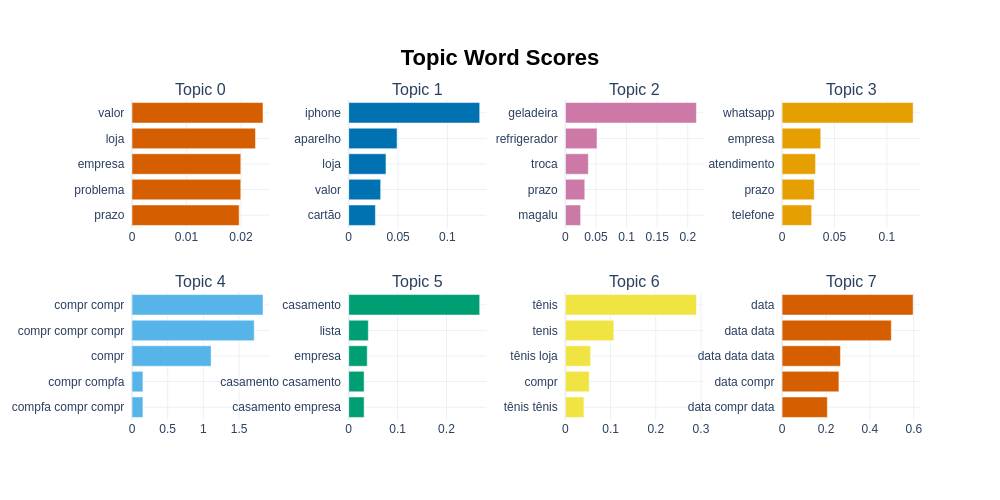 Topic Word Scores
Topic 0
valor
loja
empresa
problema
prazo
0 0.01 0.02
Topic 1
iphone
aparelho
loja
valor
cartão
0 0.05 0.1
Topic 2
geladeira
refrigerador
troca
prazo
magalu
0 0.05 0.1 0.15 0.2
Topic 3
whatsapp
empresa
atendimento
prazo
telefone
0 0.05 0.1
Topic 4
compr compr
compr compr compr
compr
compr compfa
compfa compr compr
0 0.5 1 1.5
Topic 5
casamento
lista
empresa
casamento casamento
casamento empresa
0 0.1 0.2
Topic 6
tênis
tenis
tênis loja
compr
tênis tênis
0 0.1 0.2 0.3
Topic 7
data
data data
data data data
data compr
data compr data
0 0.2 0.4 0.6